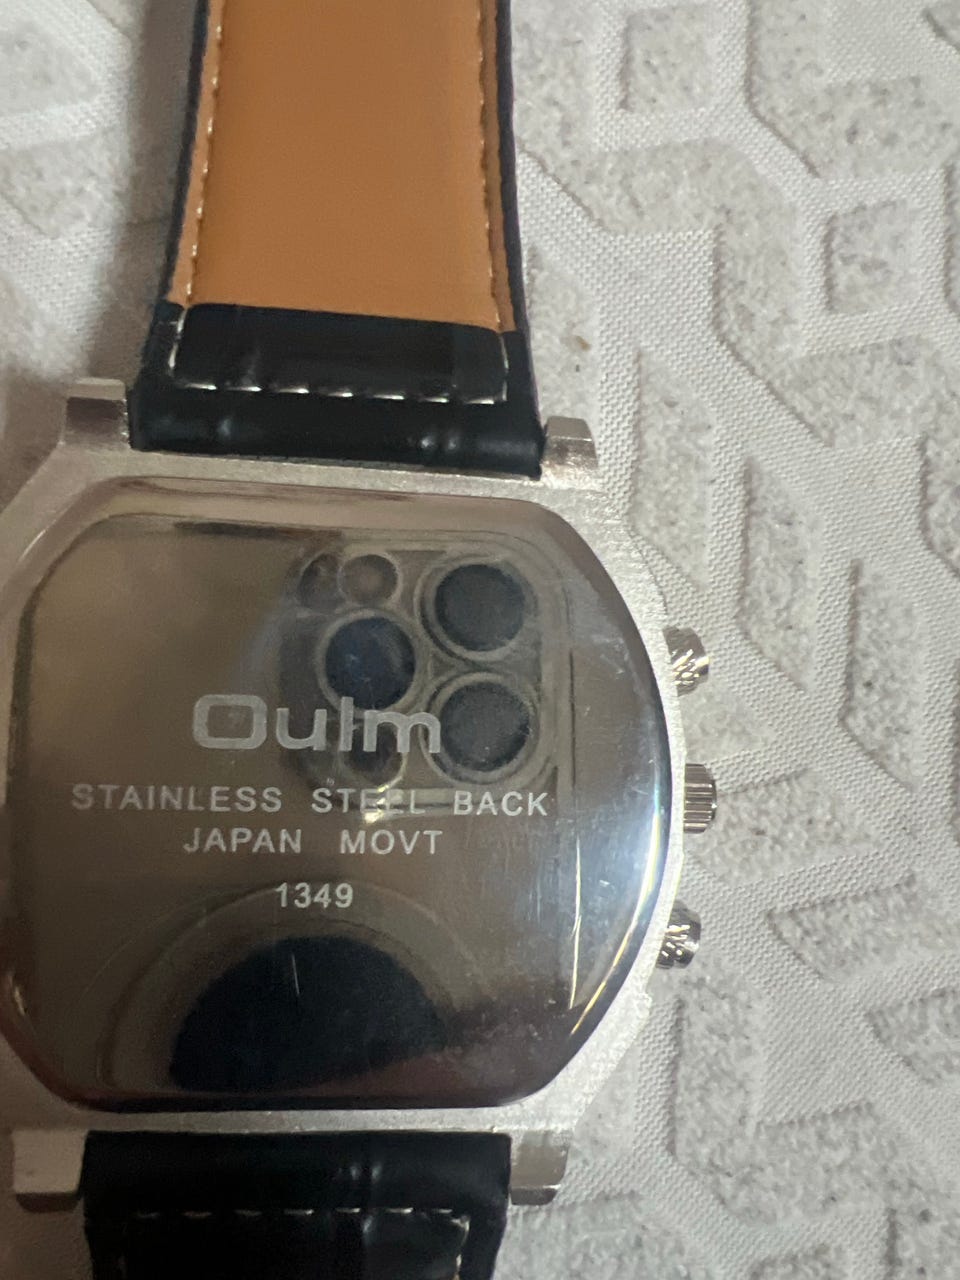 Oulm
STAINLESS STEEL BACK
JAPAN MOVT
1349